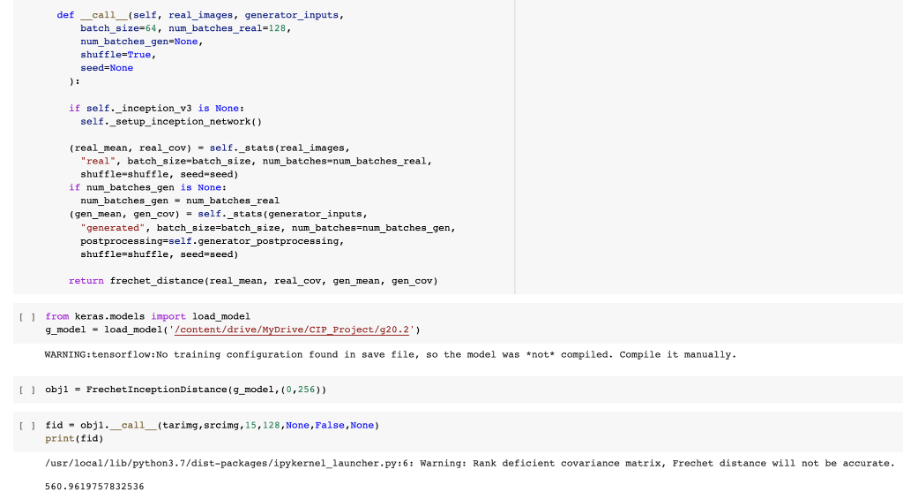 def __call__(self, real_images, generator_inputs,
batch_size=64, num_batches_real=128,
num_batches_gen=None,
shuffle=True,
seed=None
):
if self._inception_v3 is None:
self._setup_inception_network()
(real_mean, real_cov) = self._stats(real_images,
"real", batch_size=batch_size, num_batches=num_batches_real,
shuffle=shuffle, seed=seed)
if num_batches_gen is None:
num_batches_gen = num_batches_real
(gen_mean, gen_cov) = self._stats(generator_inputs,
"generated", batch_size=batch_size, num_batches=num_batches_gen,
postprocessing=self.generator_postprocessing,
shuffle=shuffle, seed=seed)
return frechet_distance(real_mean, real_cov, gen_mean, gen_cov)
[ ] from keras.models import load_model
g_model = load_model('/content/drive/MyDrive/CIP_Project/g20.2')
WARNING:tensorflow:No training configuration found in save file, so the model was *not* compiled. Compile it manually.
[ ] obj1 = FrechetInceptionDistance(g_model,(0,256))
[ ] fid = obj1.__call__(tarimg,srcimg,15,128,None,False,None)
print(fid)
/usr/local/lib/python3.7/dist-packages/ipykernel_launcher.py:6: Warning: Rank deficient covariance matrix, Frechet distance will not be accurate.
560.9619757832536